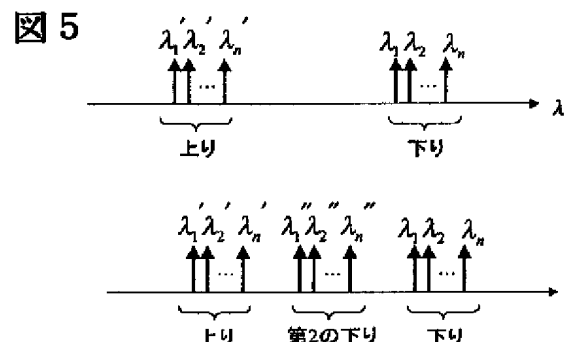 図5
λ₁′ λ₂′ λₙ′ λ₁ λ₂ λₙ
... ...
λ
上り 下り
λ₁′ λ₂′ λₙ′ λ₁″ λ₂″ λₙ″ λ₁ λ₂ λₙ
... ... ...
上り 第2の下り 下り